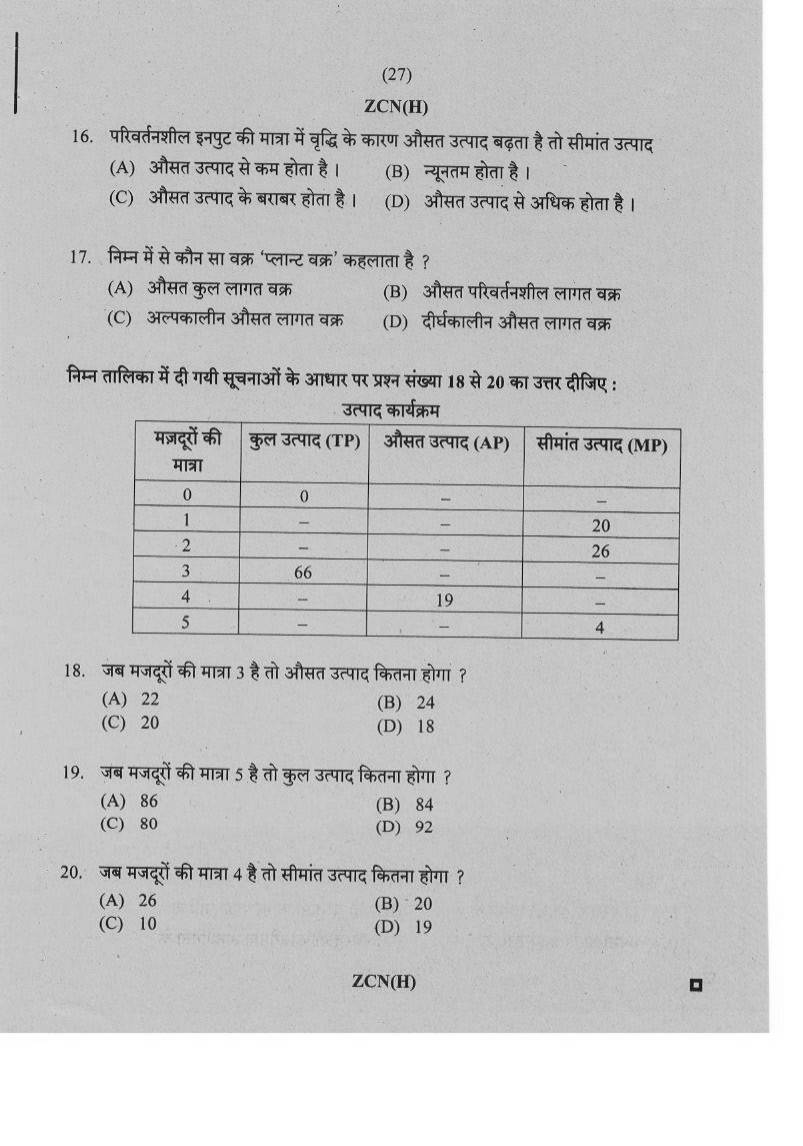 (27)
ZCN(H)
16. परिवर्तनशील इनपुट की मात्रा में वृद्धि के कारण औसत उत्पाद बढ़ता है तो सीमांत उत्पाद
(A) औसत उत्पाद से कम होता है । (B) न्यूनतम होता है ।
(C) औसत उत्पाद के बराबर होता है । (D) औसत उत्पाद से अधिक होता है ।
17. निम्न में से कौन सा वक्र ‘प्लान्ट वक्र’ कहलाता है ?
(A) औसत कुल लागत वक्र (B) औसत परिवर्तनशील लागत वक्र
(C) अल्पकालीन औसत लागत वक्र (D) दीर्घकालीन औसत लागत वक्र
निम्न तालिका में दी गयी सूचनाओं के आधार पर प्रश्न संख्या 18 से 20 का उत्तर दीजिए :
उत्पाद कार्यक्रम
मज़दूरों की मात्रा कुल उत्पाद (TP) औसत उत्पाद (AP) सीमांत उत्पाद (MP)
0 0 – –
1 – – 20
2 – – 26
3 66 – –
4 – 19 –
5 – – 4
18. जब मजदूरों की मात्रा 3 है तो औसत उत्पाद कितना होगा ?
(A) 22 (B) 24
(C) 20 (D) 18
19. जब मजदूरों की मात्रा 5 है तो कुल उत्पाद कितना होगा ?
(A) 86 (B) 84
(C) 80 (D) 92
20. जब मजदूरों की मात्रा 4 है तो सीमांत उत्पाद कितना होगा ?
(A) 26 (B) 20
(C) 10 (D) 19
ZCN(H)